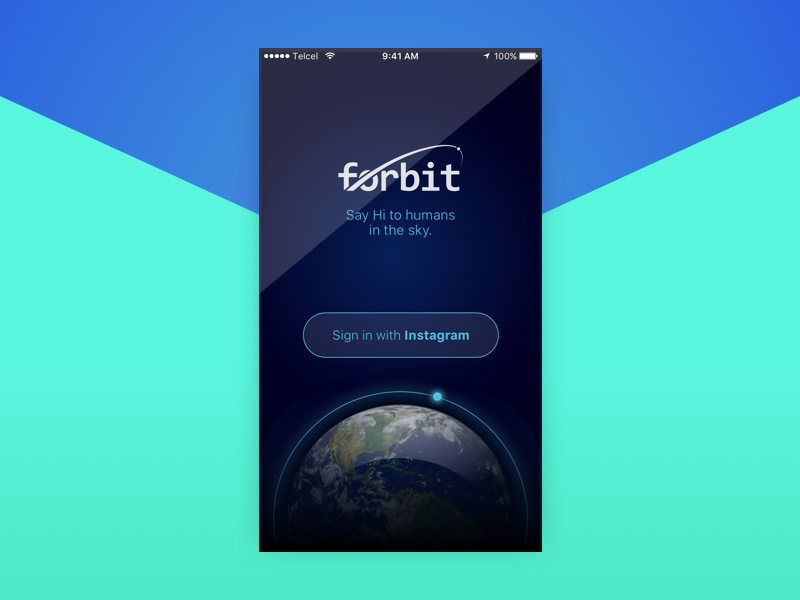 Telcel 9:41 AM 100%
forbit
Say Hi to humans
in the sky.
Sign in with Instagram